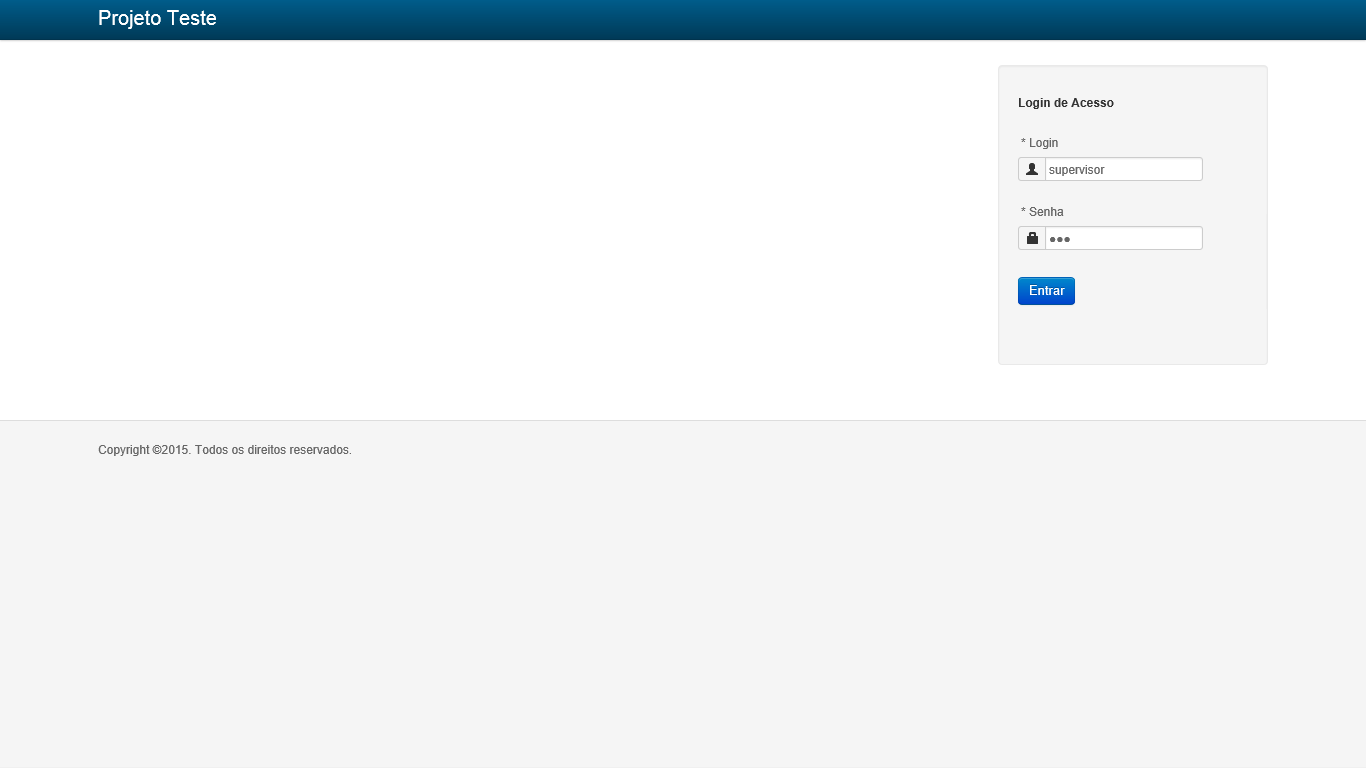 Projeto Teste
Login de Acesso
* Login
supervisor
* Senha
●●●
Entrar
Copyright ©2015. Todos os direitos reservados.